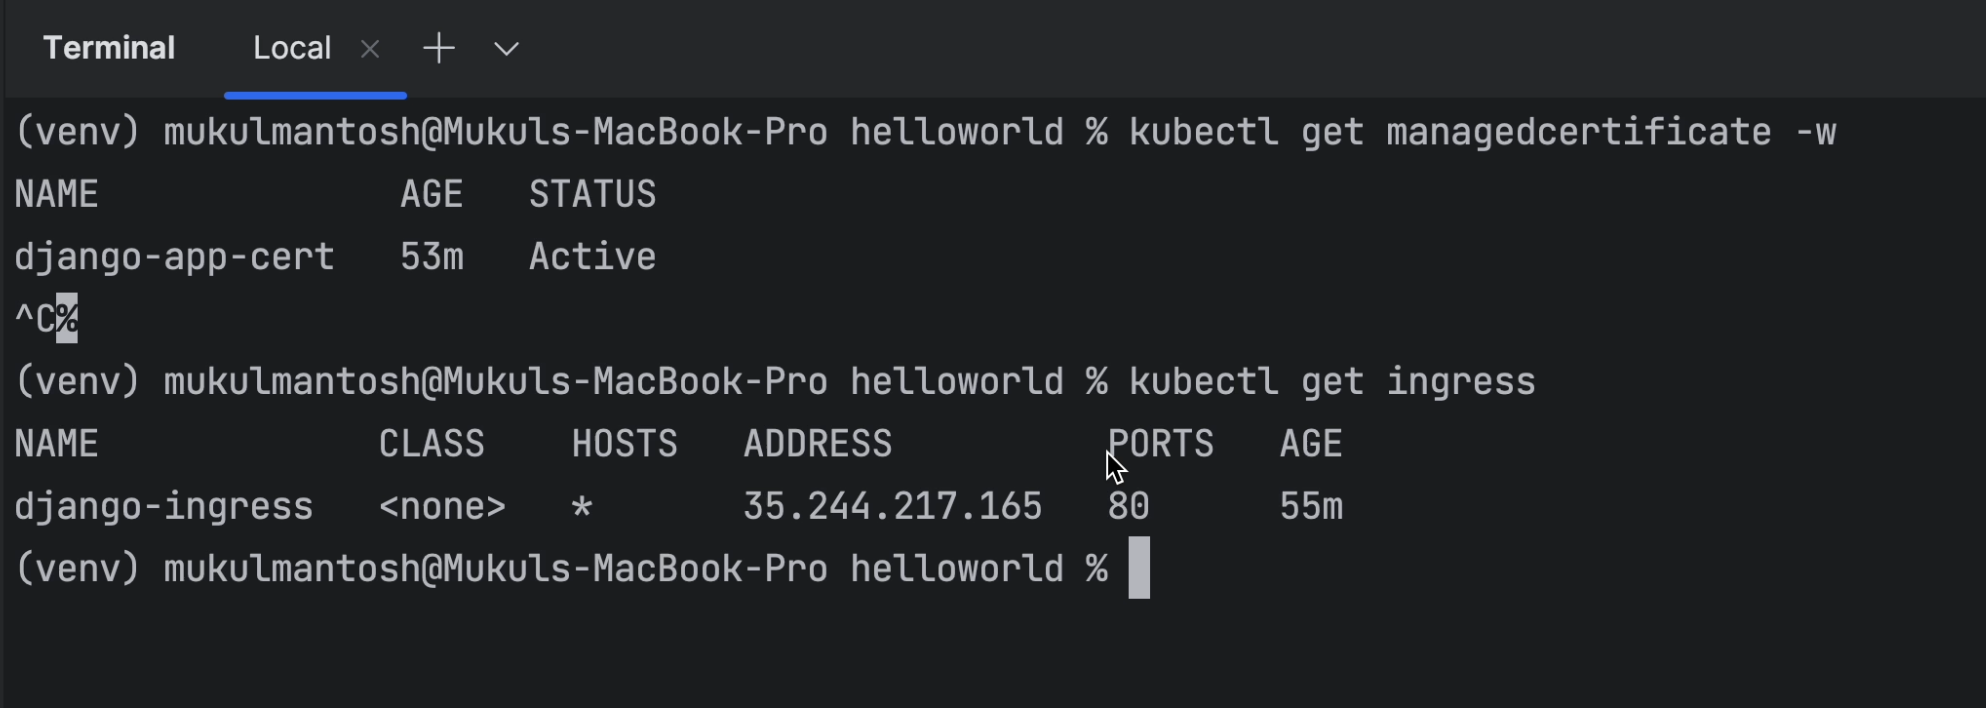 Terminal Local
(venv) mukulmantosh@Mukuls-MacBook-Pro helloworld % kubectl get managedcertificate -w
NAME AGE STATUS
django-app-cert 53m Active
^C%
(venv) mukulmantosh@Mukuls-MacBook-Pro helloworld % kubectl get ingress
NAME CLASS HOSTS ADDRESS PORTS AGE
django-ingress <none> * 35.244.217.165 80 55m
(venv) mukulmantosh@Mukuls-MacBook-Pro helloworld %